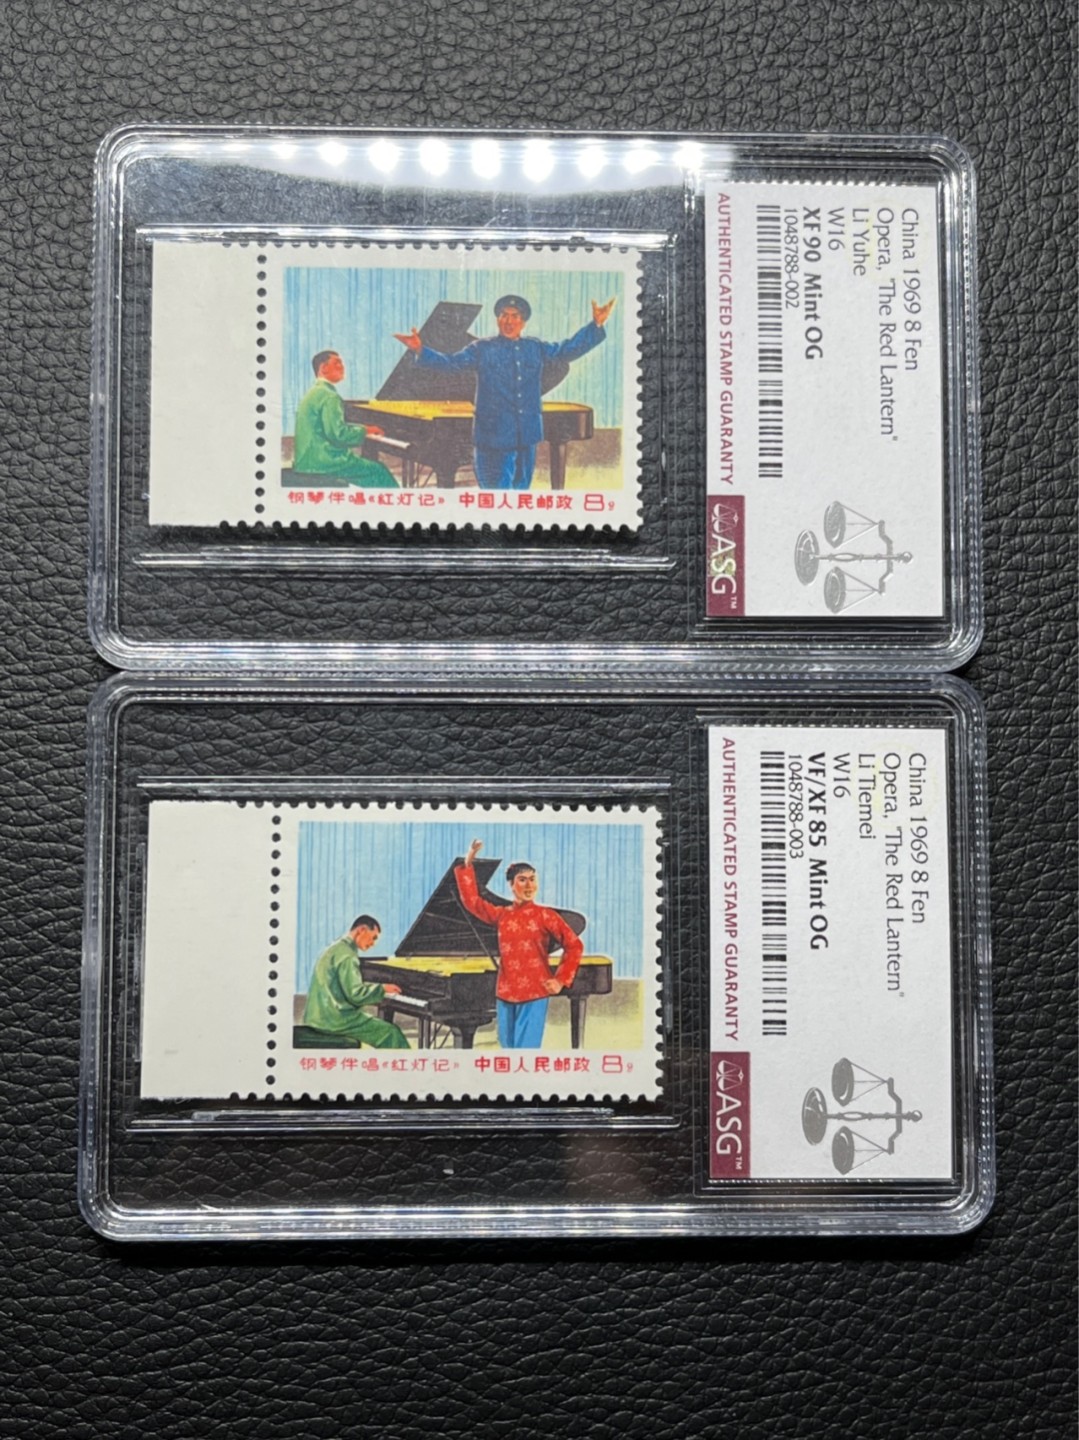 钢琴伴唱《红灯记》 中国人民邮政 8分
China 1969 8 Fen
Opera, "The Red Lantern"
Li Yuhe
W16
XF 90 Mint OG
1048788-002
AUTHENTICATED STAMP GUARANTY
ASG™
钢琴伴唱《红灯记》 中国人民邮政 8分
China 1969 8 Fen
Opera, "The Red Lantern"
Li Tiemei
W16
VF/XF 85 Mint OG
1048788-003
AUTHENTICATED STAMP GUARANTY
ASG™